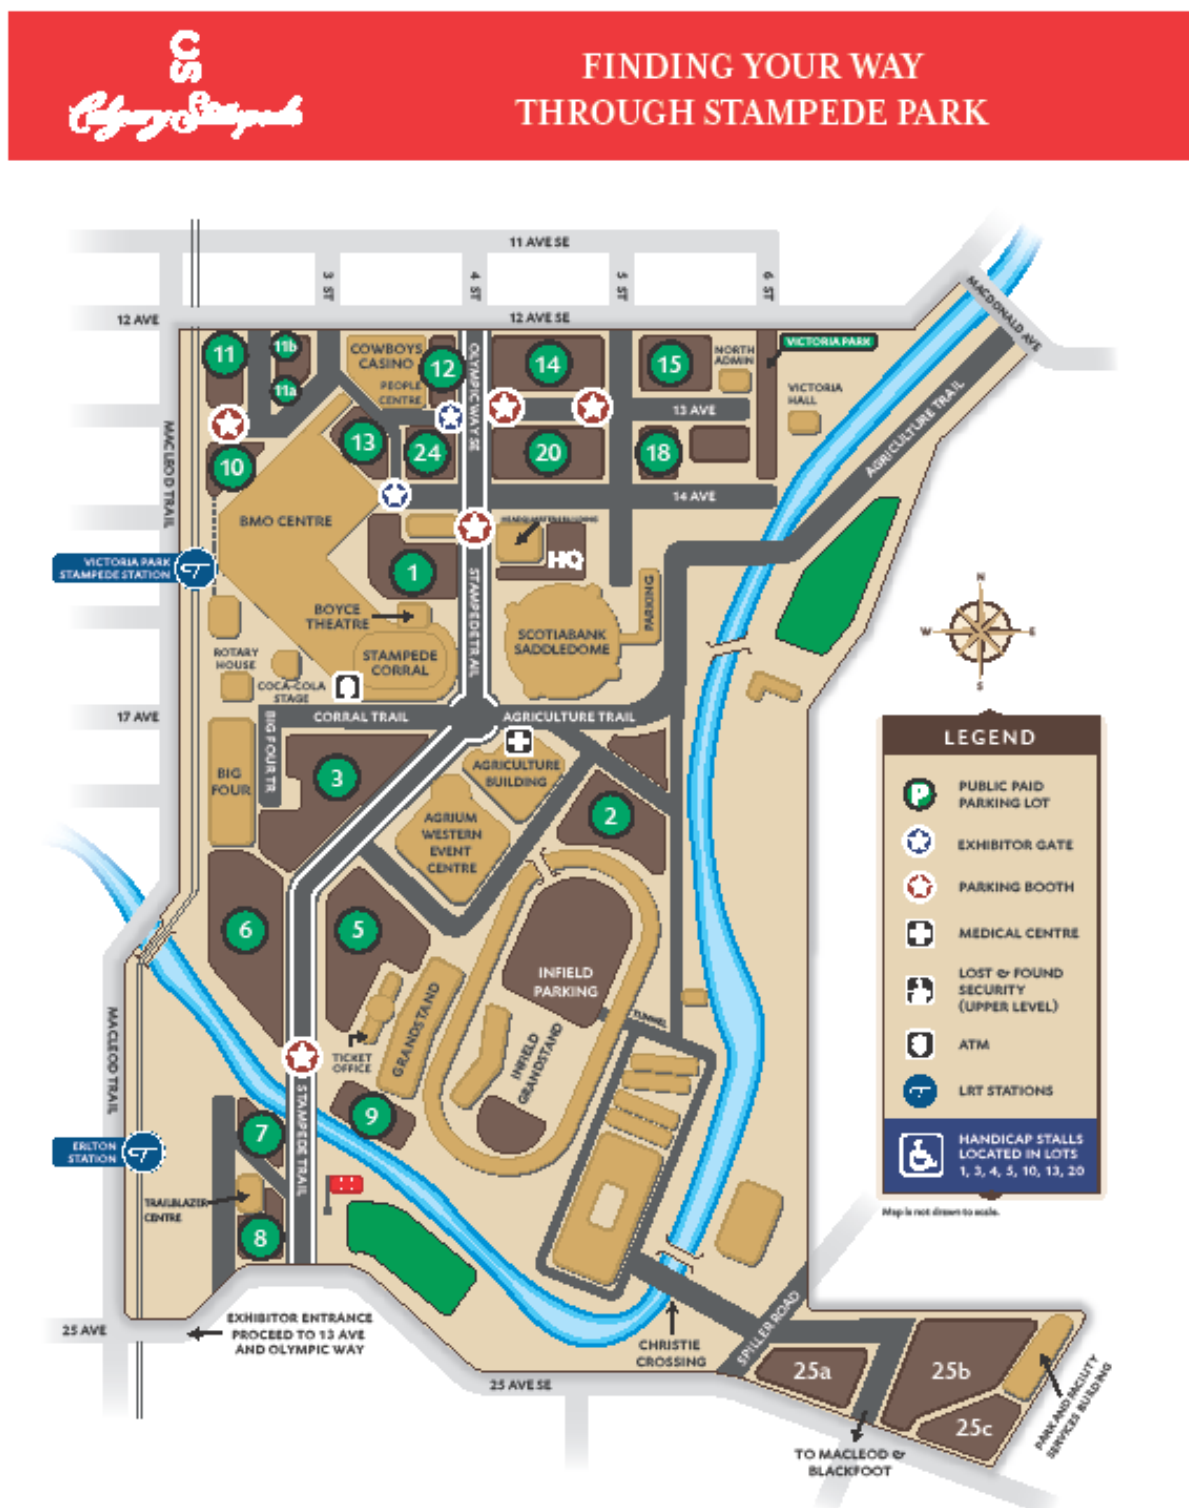 CS
Calgary Stampede
FINDING YOUR WAY
THROUGH STAMPEDE PARK
11 AVE SE
3 ST
4 ST
5 ST
6 ST
MACDONALD AVE
12 AVE
12 AVE SE
11
11b
11a
COWBOYS
CASINO
PEOPLE
CENTRE
12
OLYMPIC WAY SE
14
15
NORTH
ADMIN
VICTORIA PARK
VICTORIA
HALL
13 AVE
AGRICULTURE TRAIL
MACLEOD TRAIL
10
13
24
20
18
14 AVE
BMO CENTRE
HEADQUARTERS BUILDING
HQ
VICTORIA PARK
STAMPEDE STATION
1
STAMPEDE TRAIL
BOYCE
THEATRE
PARKING
SCOTIABANK
SADDLEDOME
STAMPEDE
CORRAL
ROTARY
HOUSE
COCA-COLA
STAGE
N
W
E
S
17 AVE
BIG FOUR TR.
CORRAL TRAIL
AGRICULTURE TRAIL
BIG
FOUR
3
AGRICULTURE
BUILDING
2
AGRIUM
WESTERN
EVENT
CENTRE
6
5
INFIELD
PARKING
TUNNEL
GRANDSTAND
INFIELD
GRANDSTAND
TICKET
OFFICE
MACLEOD TRAIL
STAMPEDE TRAIL
9
7
ERLTON
STATION
TRAILBLAZER
CENTRE
8
25 AVE
EXHIBITOR ENTRANCE
PROCEED TO 13 AVE
AND OLYMPIC WAY
CHRISTIE
CROSSING
SPILLER ROAD
25 AVE SE
25a
25b
25c
PARK AND FACILITY
SERVICES BUILDING
TO MACLEOD &
BLACKFOOT
LEGEND
P
PUBLIC PAID
PARKING LOT
EXHIBITOR GATE
PARKING BOOTH
MEDICAL CENTRE
LOST & FOUND
SECURITY
(UPPER LEVEL)
ATM
LRT STATIONS
HANDICAP STALLS
LOCATED IN LOTS
1, 3, 4, 5, 10, 13, 20
Map is not drawn to scale.